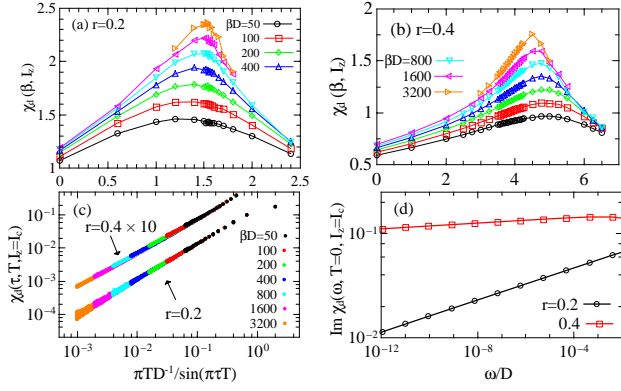 (a) r=0.2
χd (β, Iz)
2.5
2
1.5
1
0
0.5
1
1.5
2
2.5
βD=50
100
200
400
(b) r=0.4
χd (β, Iz)
2
1.5
1
0.5
0
2
4
6
βD=800
1600
3200
(c)
χd(τ,T,Iz=Ic)
10⁻¹
10⁻²
10⁻³
10⁻⁴
r=0.4 × 10
r=0.2
βD=50
100
200
400
800
1600
3200
10⁻³
10⁻²
10⁻¹
10⁰
πTD⁻¹/sin(πτT)
(d)
Im χd(ω, T=0, Iz=Ic)
10⁻¹
10⁻²
r=0.2
0.4
10⁻¹²
10⁻⁸
10⁻⁴
ω/D